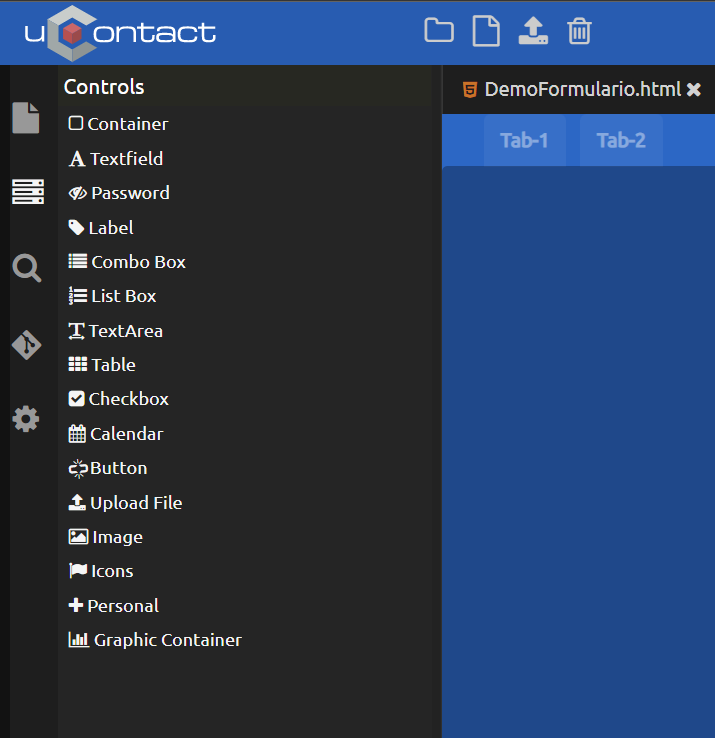 uContact
Controls
DemoFormulario.html
Container
Tab-1
Tab-2
Textfield
Password
Label
Combo Box
List Box
TextArea
Table
Checkbox
Calendar
Button
Upload File
Image
Icons
Personal
Graphic Container